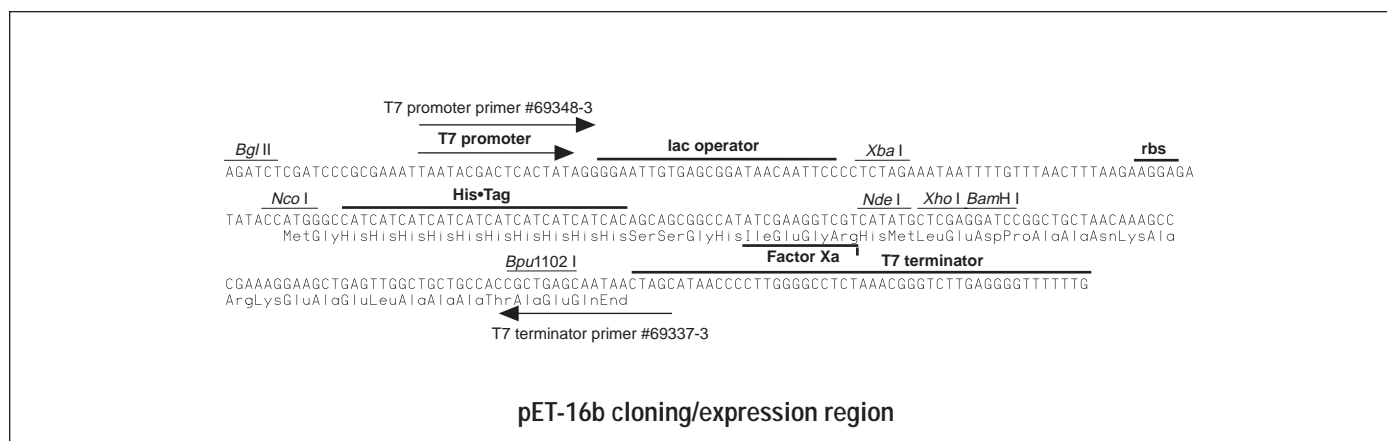 T7 promoter primer #69348-3
Bgl II
T7 promoter
lac operator
Xba I
rbs
AGATCTCGATCCCGCGAAATTAATACGACTCACTATAGGGGAATTGTGAGCGGATAACAATTCCCCTCTAGAAATAATTTTGTTTAACTTTAAGAAGGAGA
Nco I
His•Tag
Nde I
Xho I
BamH I
TATACCATGGGCCATCATCATCATCATCATCATCATCATCACAGCAGCGGCCATATCGAAGGTCGTCATATGCTCGAGGATCCGGCTGCTAACAAAGCC
MetGlyHisHisHisHisHisHisHisHisHisHisSerSerGlyHisIleGluGlyArgHisMetLeuGluAspProAlaAlaAsnLysAla
Bpu1102 I
Factor Xa
T7 terminator
CGAAAGGAAGCTGAGTTGGCTGCTGCCACCGCTGAGCAATAACTAGCATAACCCCTTGGGGCCTCTAAACGGGTCTTGAGGGGTTTTTTG
ArgLysGluAlaGluLeuAlaAlaAlaThrAlaGluGlnEnd
T7 terminator primer #69337-3
pET-16b cloning/expression region